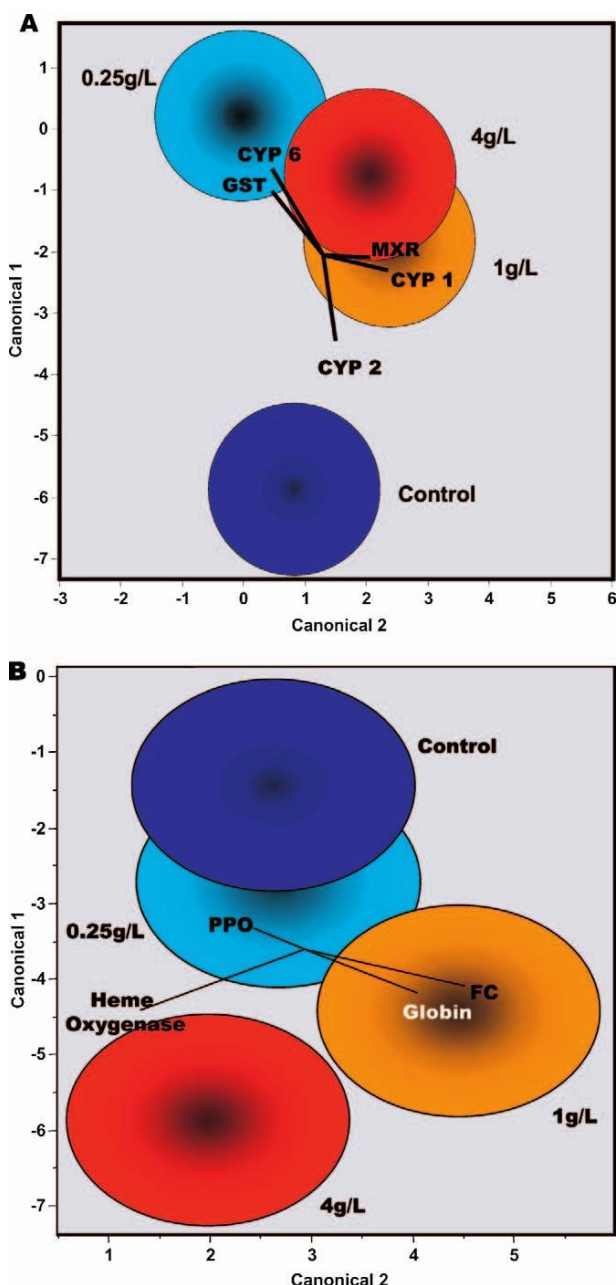 A
0.25g/L
4g/L
CYP 6
GST
MXR
CYP 1
1g/L
CYP 2
Control
Canonical 1
1
0
-1
-2
-3
-4
-5
-6
-7
-3 -2 -1 0 1 2 3 4 5 6
Canonical 2
B
Control
0.25g/L
PPO
Heme
Oxygenase
FC
Globin
1g/L
4g/L
Canonical 1
0
-1
-2
-3
-4
-5
-6
-7
1 2 3 4 5
Canonical 2